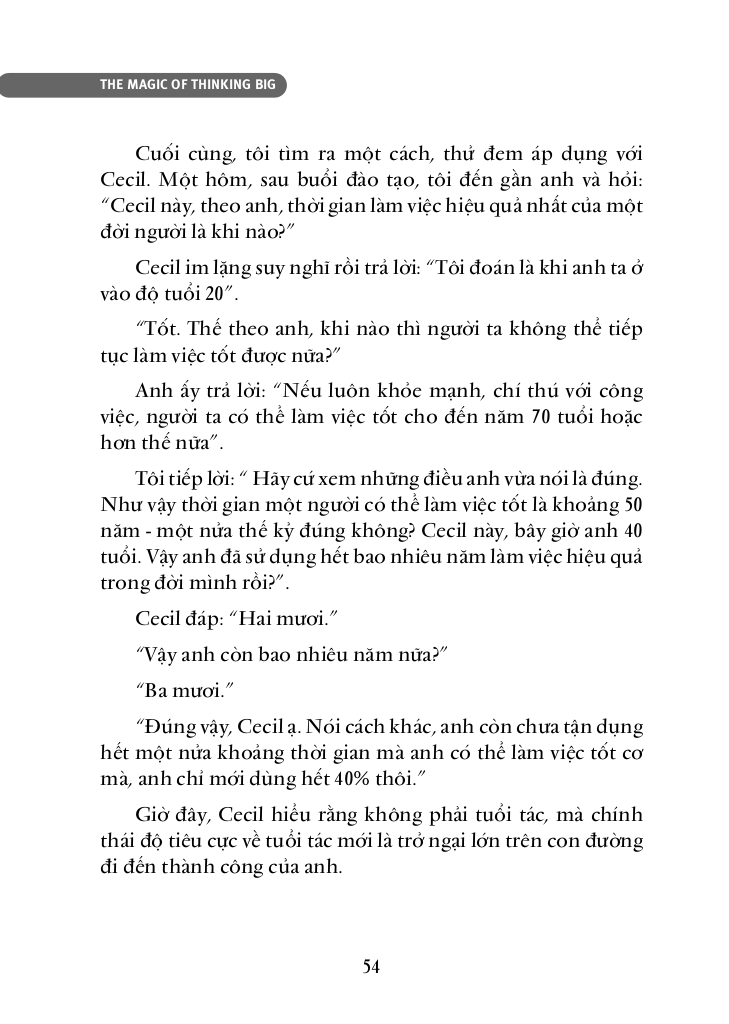 THE MAGIC OF THINKING BIG
Cuối cùng, tôi tìm ra một cách, thử đem áp dụng với
Cecil. Một hôm, sau buổi đào tạo, tôi đến gần anh và hỏi:
“Cecil này, theo anh, thời gian làm việc hiệu quả nhất của một
đời người là khi nào?”
Cecil im lặng suy nghĩ rồi trả lời: “Tôi đoán là khi anh ta ở
vào độ tuổi 20”.
“Tốt. Thế theo anh, khi nào thì người ta không thể tiếp
tục làm việc tốt được nữa?”
Anh ấy trả lời: “Nếu luôn khỏe mạnh, chí thú với công
việc, người ta có thể làm việc tốt cho đến năm 70 tuổi hoặc
hơn thế nữa”.
Tôi tiếp lời: “ Hãy cứ xem những điều anh vừa nói là đúng.
Như vậy thời gian một người có thể làm việc tốt là khoảng 50
năm - một nửa thế kỷ đúng không? Cecil này, bây giờ anh 40
tuổi. Vậy anh đã sử dụng hết bao nhiêu năm làm việc hiệu quả
trong đời mình rồi?”.
Cecil đáp: “Hai mươi.”
“Vậy anh còn bao nhiêu năm nữa?”
“Ba mươi.”
“Đúng vậy, Cecil ạ. Nói cách khác, anh còn chưa tận dụng
hết một nửa khoảng thời gian mà anh có thể làm việc tốt cơ
mà, anh chỉ mới dùng hết 40% thôi.”
Giờ đây, Cecil hiểu rằng không phải tuổi tác, mà chính
thái độ tiêu cực về tuổi tác mới là trở ngại lớn trên con đường
đi đến thành công của anh.
54